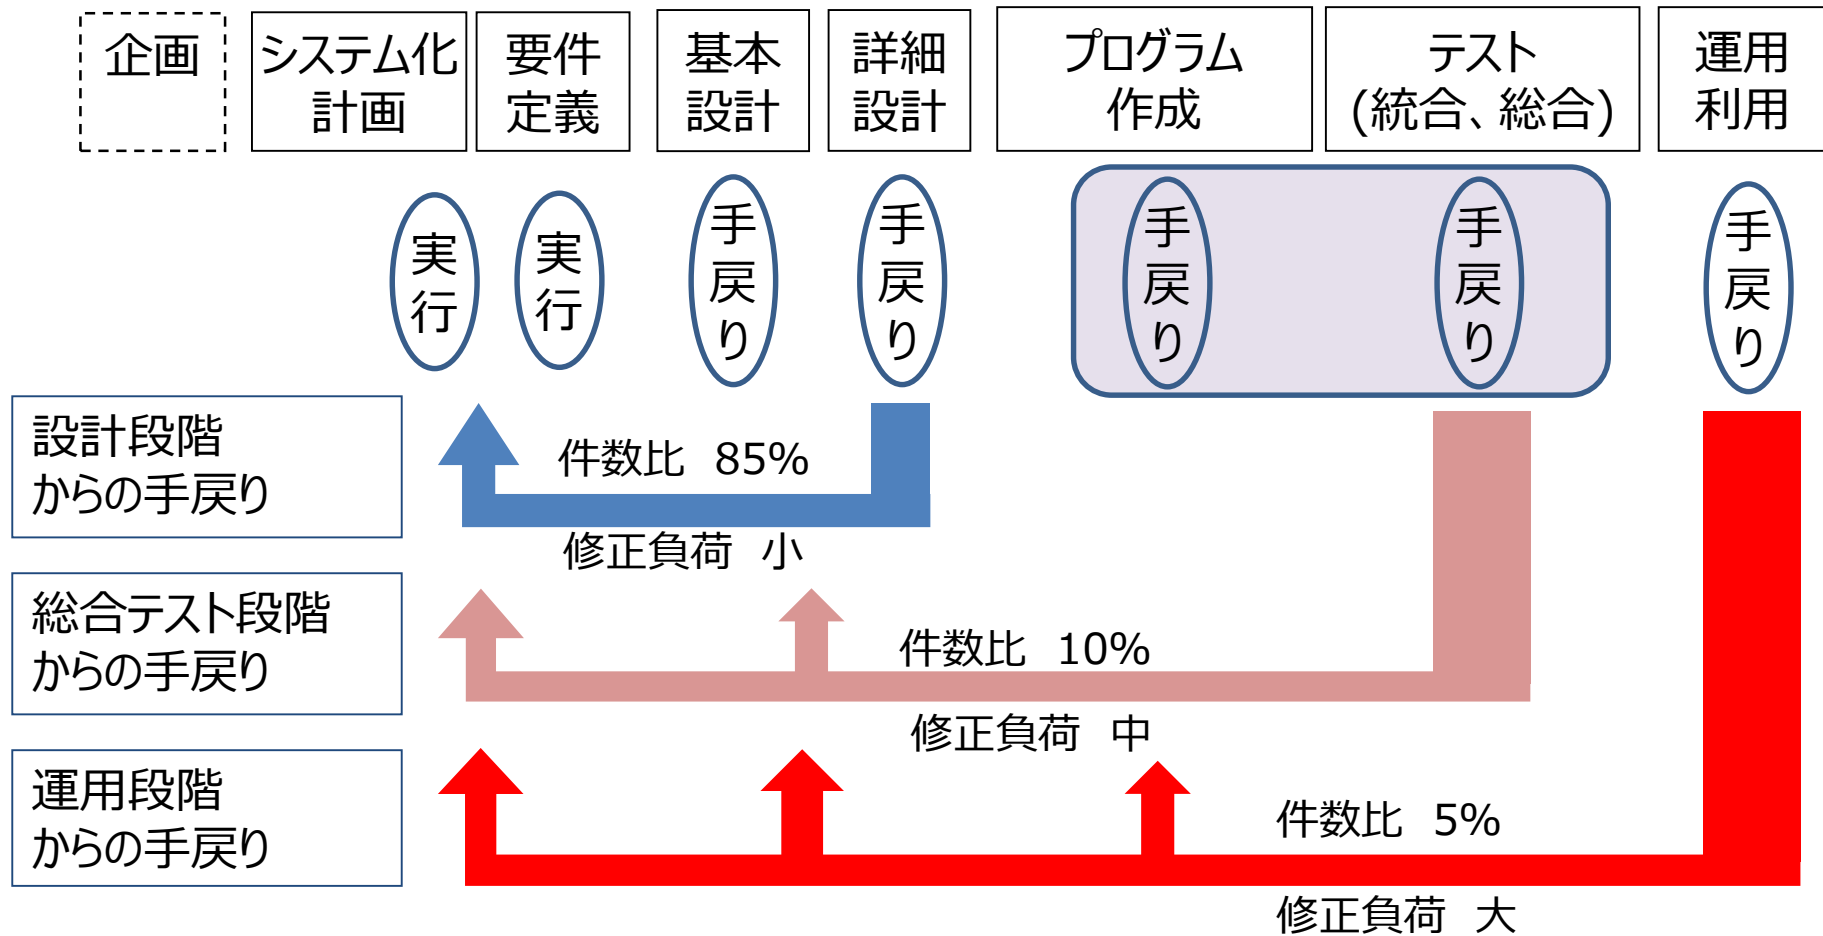 企画
システム化
計画
要件
定義
基本
設計
詳細
設計
プログラム
作成
テスト
(統合、総合)
運用
利用
実行
実行
手戻り
手戻り
手戻り
手戻り
手戻り
設計段階
からの手戻り
件数比 85%
修正負荷 小
総合テスト段階
からの手戻り
件数比 10%
修正負荷 中
運用段階
からの手戻り
件数比 5%
修正負荷 大